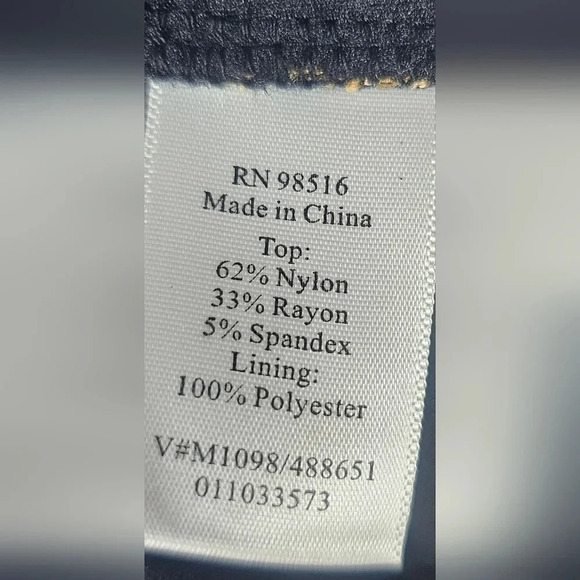 RN 98516
Made in China
Top:
62% Nylon
33% Rayon
5% Spandex
Lining:
100% Polyester
V#M1098/488651
011033573